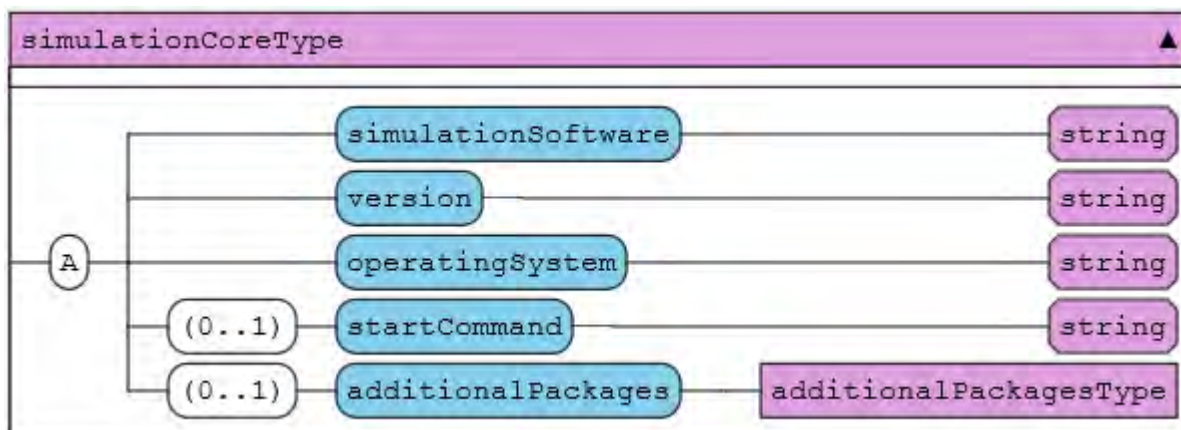 simulationCoreType ▲
simulationSoftware string
version string
A operatingSystem string
(0..1) startCommand string
(0..1) additionalPackages additionalPackagesType